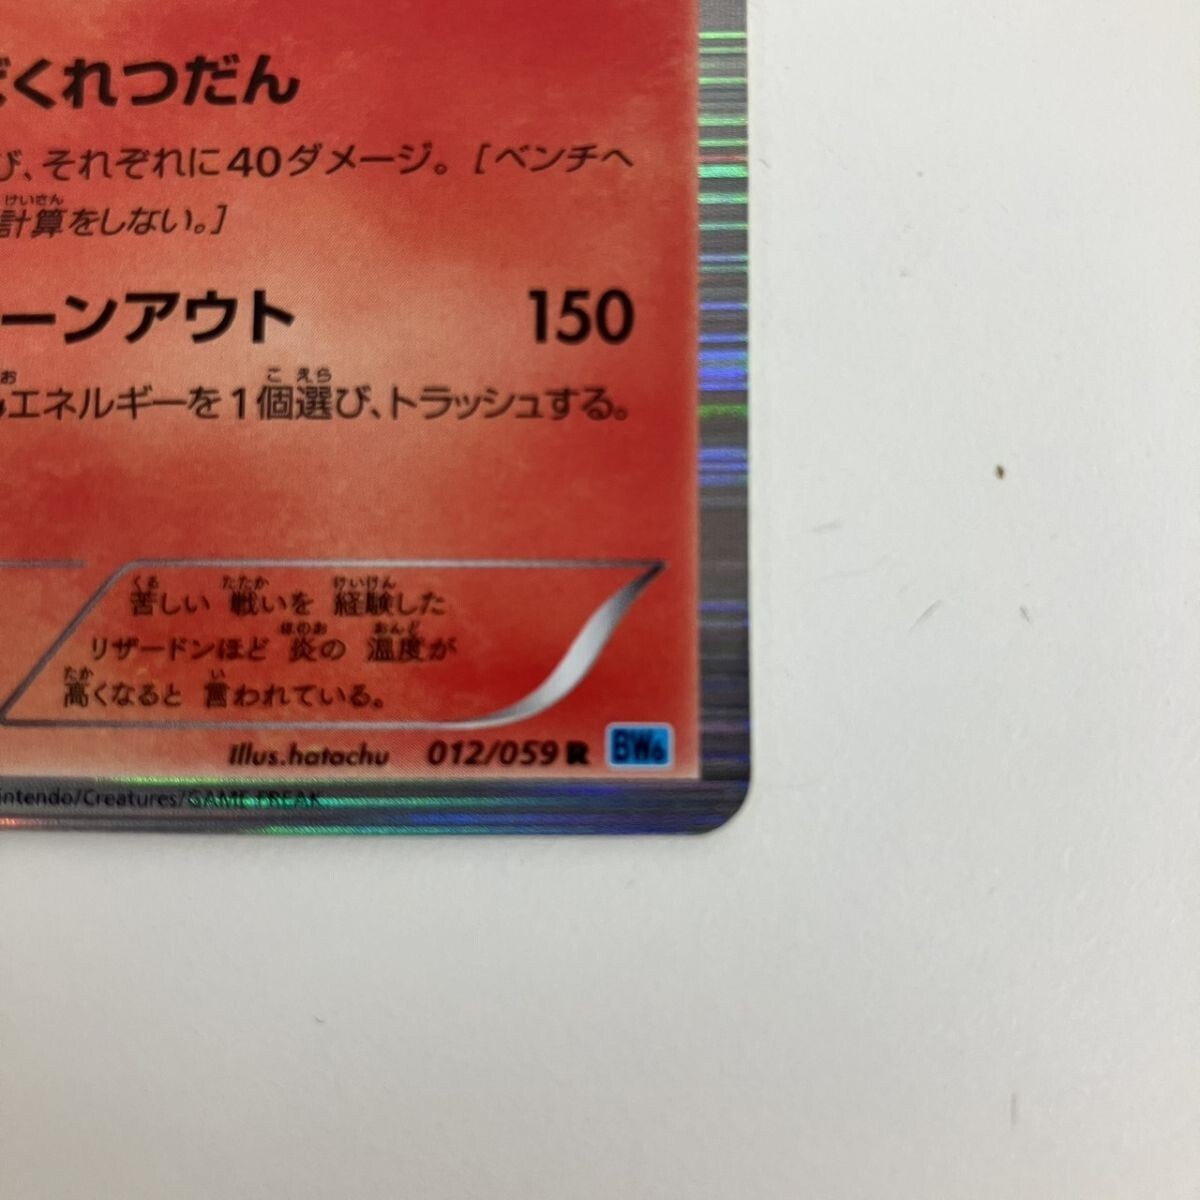 くれつだん
び、それぞれに40ダメージ。[ベンチへ
けいさん
計算をしない。]
ーンアウト 150
お こ えら
エネルギーを1個選び、トラッシュする。
くる たたか けいけん
苦しい 戦いを 経験した
ほのお おんど
リザードンほど 炎の 温度が
たか い
高くなると 言われている。
Illus.hatachu 012/059 R BW6
intendo/Creatures/GAME FREAK